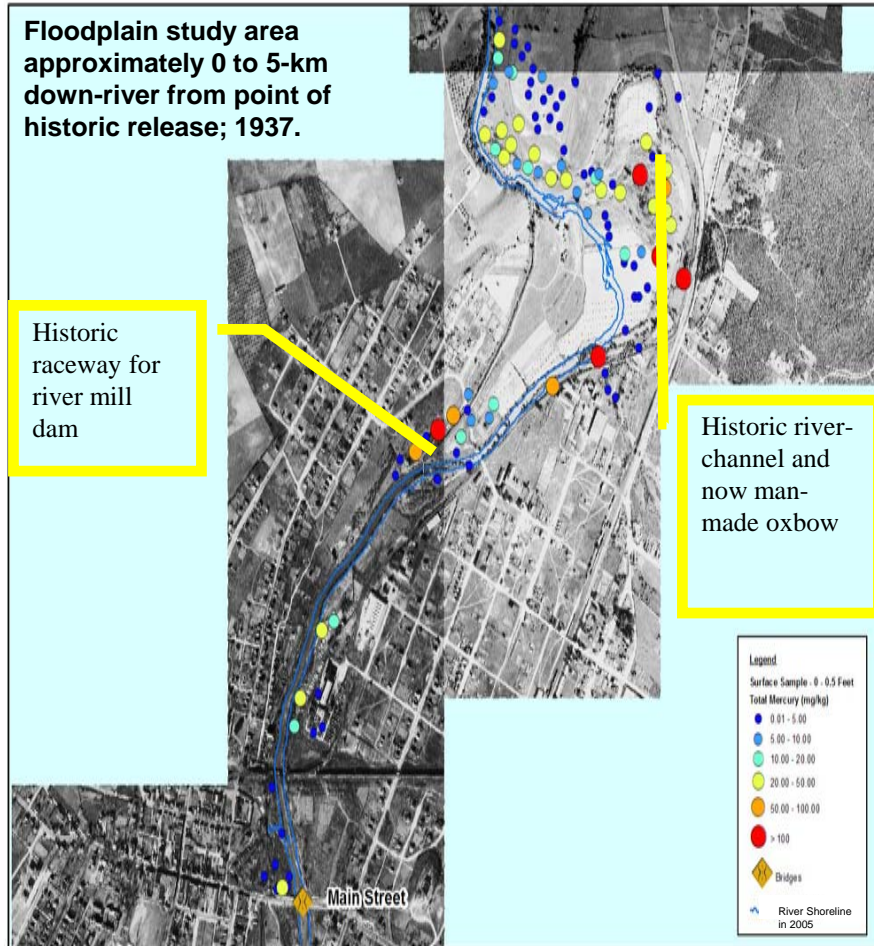 Floodplain study area
approximately 0 to 5-km
down-river from point of
historic release; 1937.
Historic
raceway for
river mill
dam
Historic river-
channel and
now man-
made oxbow
Main Street
Legend
Surface Sample - 0 - 0.5 Feet
Total Mercury (mg/kg)
0.01 - 5.00
5.00 - 10.00
10.00 - 20.00
20.00 - 50.00
50.00 - 100.00
> 100
Bridges
River Shoreline
in 2005